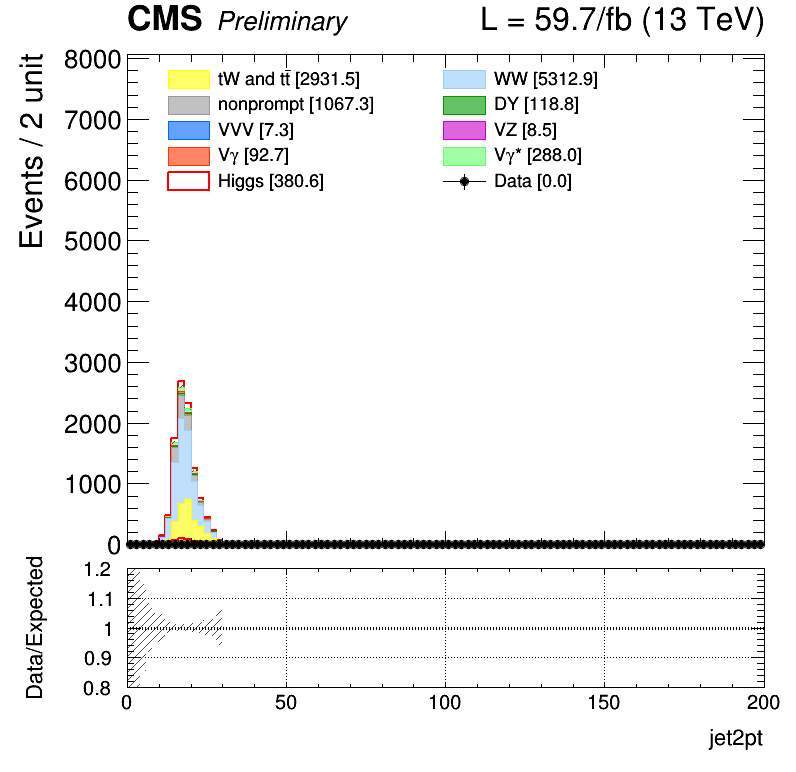 CMS Preliminary L = 59.7/fb (13 TeV)
Events / 2 unit
8000
7000
6000
5000
4000
3000
2000
1000
0
tW and tt̄ [2931.5]
WW [5312.9]
nonprompt [1067.3]
DY [118.8]
VVV [7.3]
VZ [8.5]
Vγ [92.7]
Vγ* [288.0]
Higgs [380.6]
Data [0.0]
Data/Expected
1.2
1.1
1
0.9
0.8
0 50 100 150 200
jet2pt